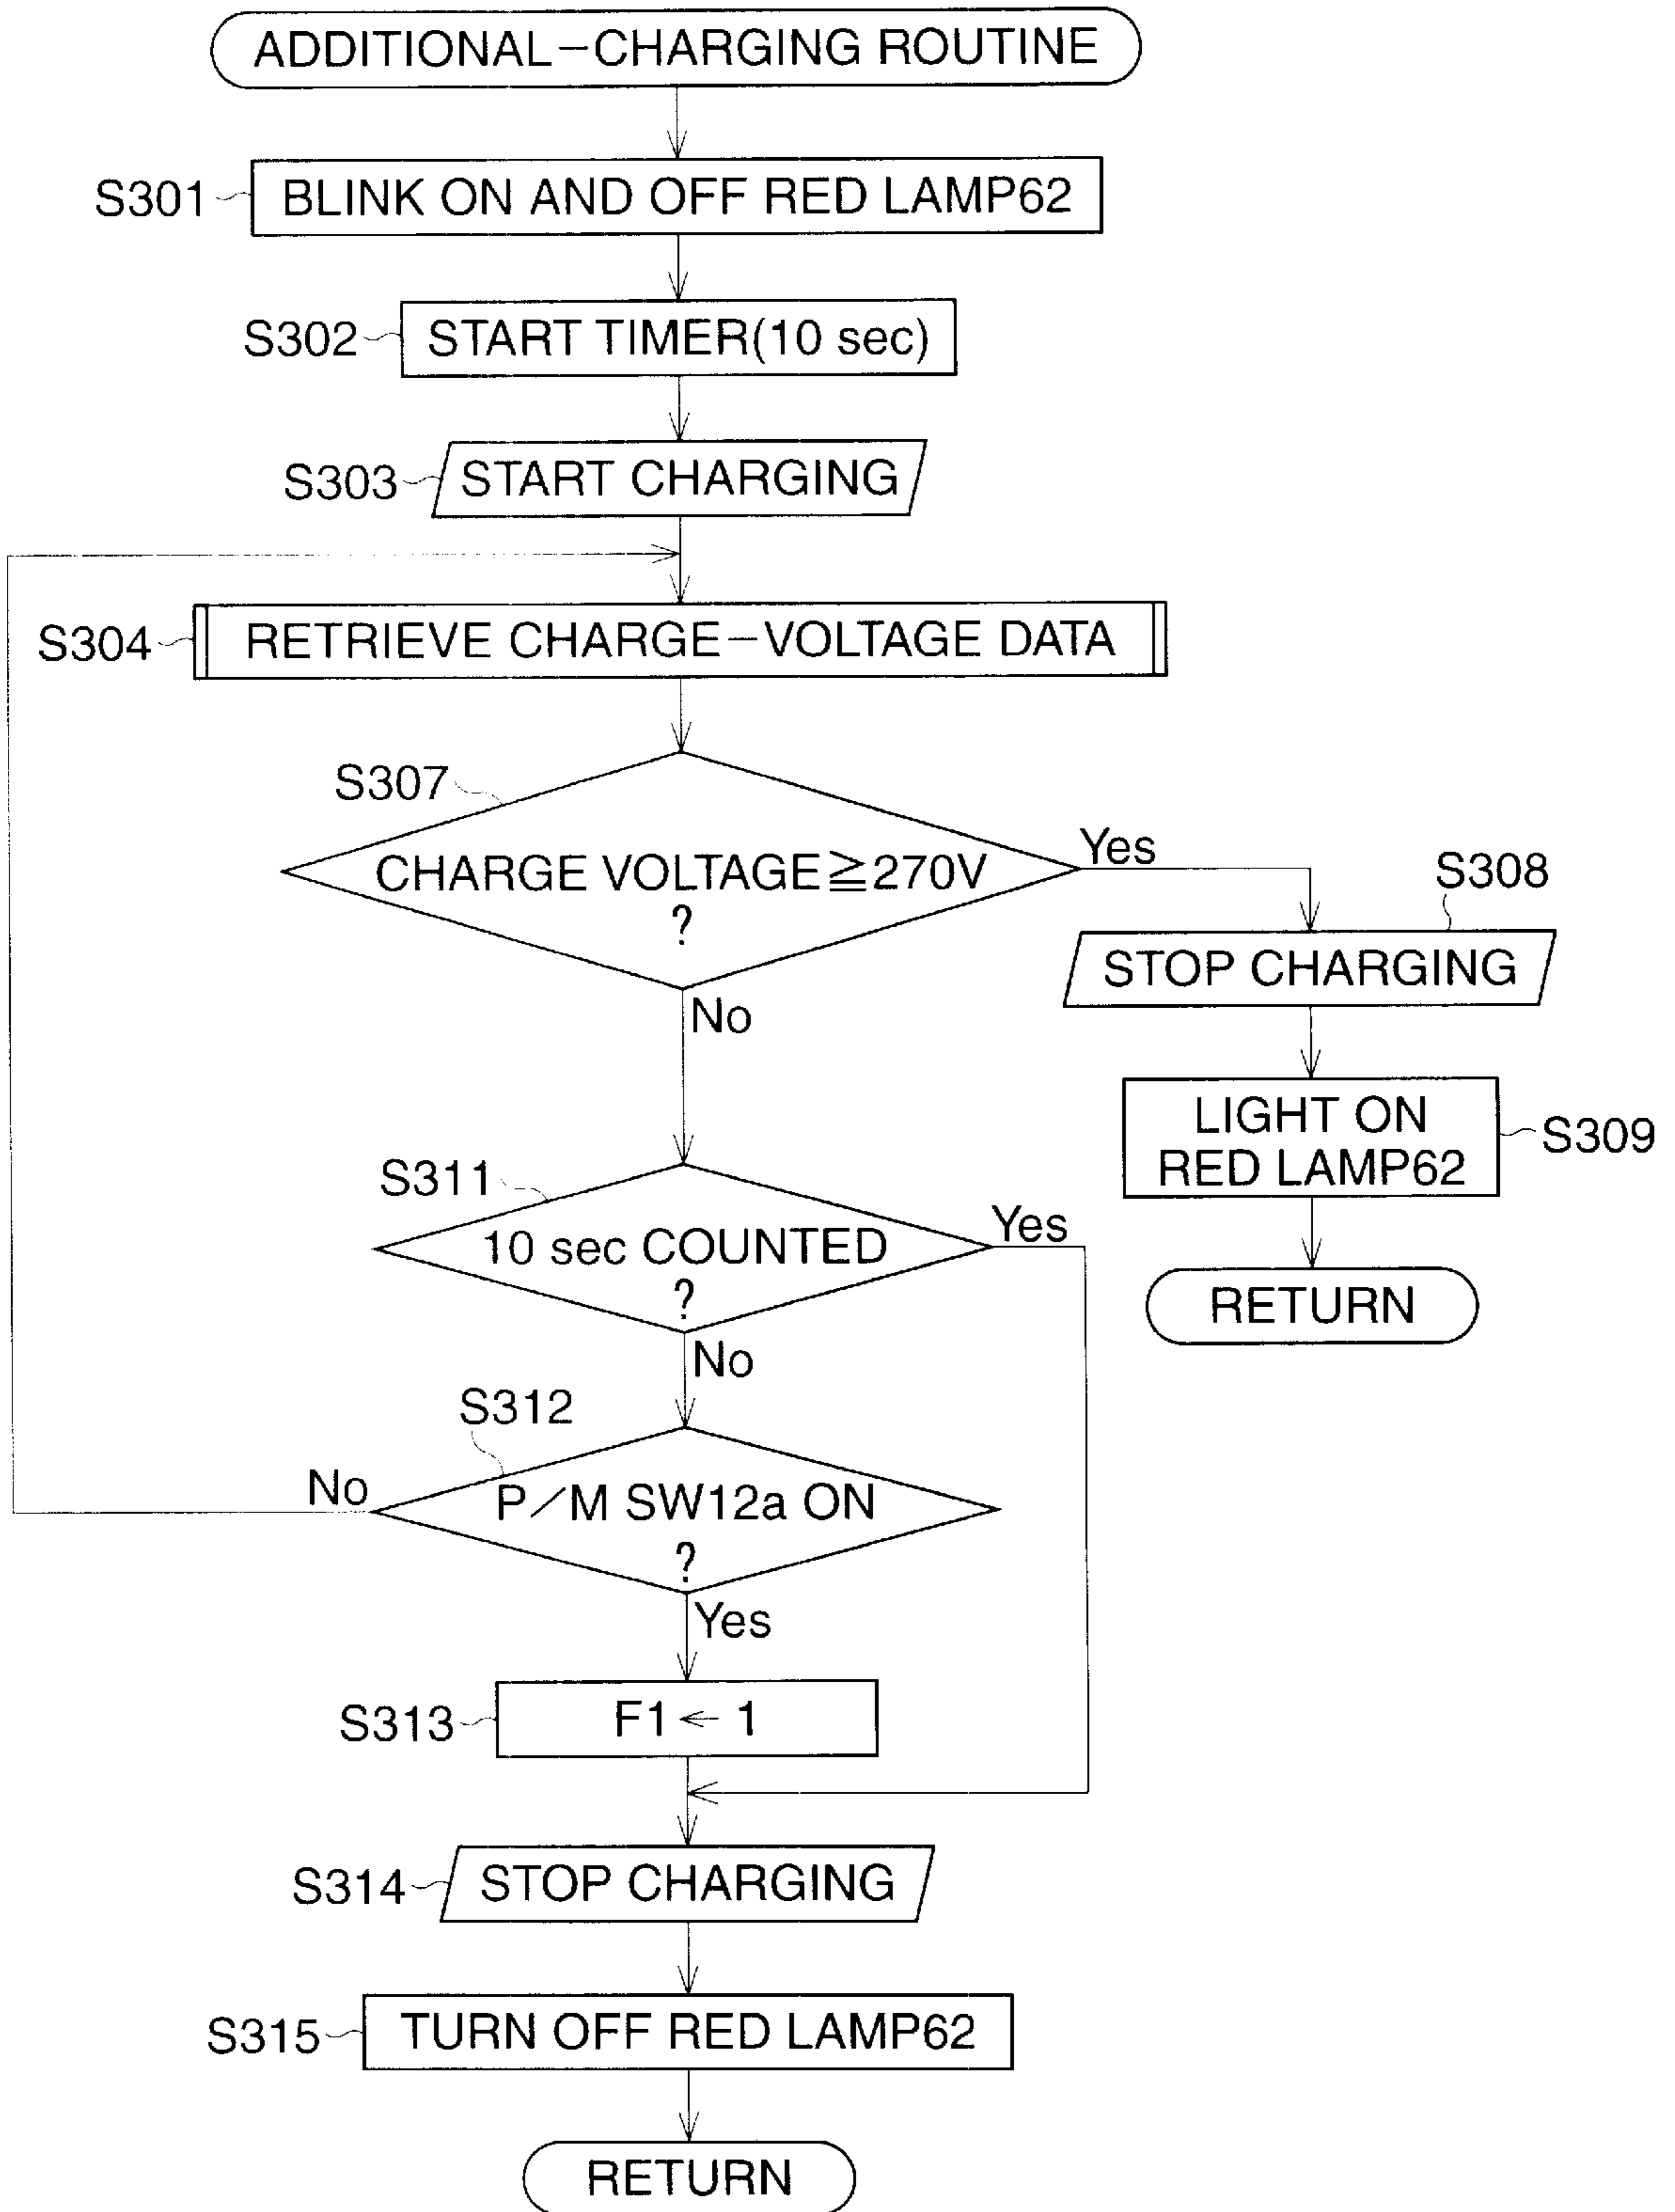 ADDITIONAL-CHARGING ROUTINE
S301
BLINK ON AND OFF RED LAMP62
S302
START TIMER(10 sec)
S303
START CHARGING
S304
RETRIEVE CHARGE-VOLTAGE DATA
S307
CHARGE VOLTAGE≧270V
?
Yes
No
S308
STOP CHARGING
LIGHT ON
RED LAMP62
S309
RETURN
S311
10 sec COUNTED
?
Yes
No
S312
P/M SW12a ON
?
No
Yes
S313
F1 ← 1
S314
STOP CHARGING
S315
TURN OFF RED LAMP62
RETURN